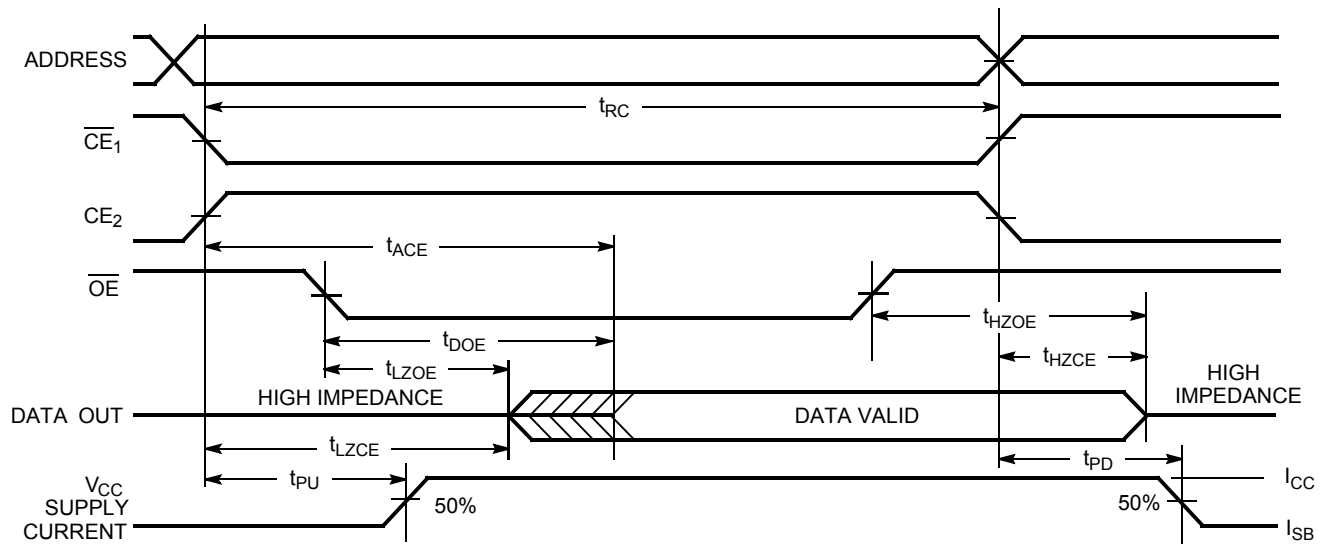 ADDRESS
tRC
CE1
CE2
tACE
OE
tHZOE
tDOE
tHZCE
tLZOE
HIGH IMPEDANCE
HIGH
IMPEDANCE
DATA OUT
DATA VALID
tLZCE
tPD
tPU
VCC
SUPPLY
CURRENT
50%
50%
ICC
ISB